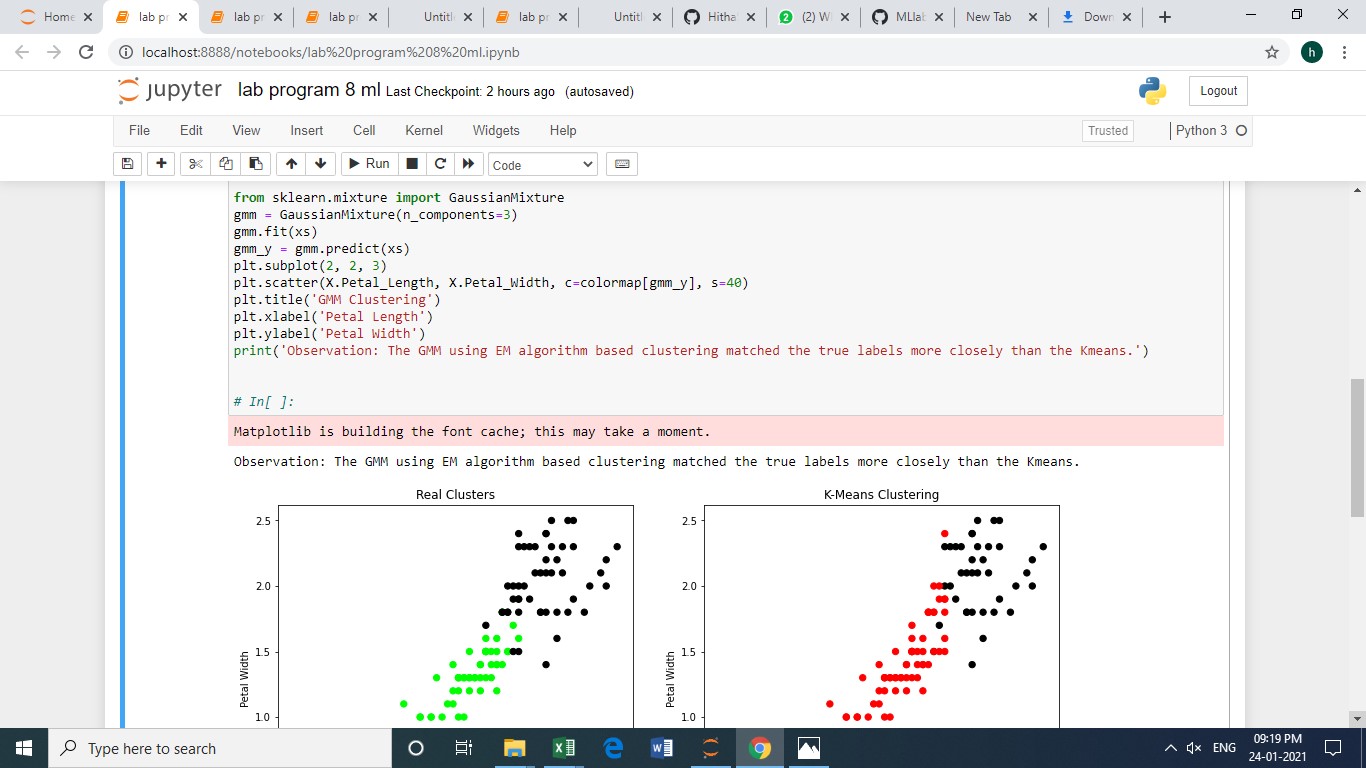 Home
lab pr
lab pr
lab pr
Untitl
lab pr
Untitl
Hitha
(2) W
MLla
New Tab
Down
localhost:8888/notebooks/lab%20program%208%20ml.ipynb
h
jupyter lab program 8 ml Last Checkpoint: 2 hours ago (autosaved)
Logout
File Edit View Insert Cell Kernel Widgets Help
Trusted
Python 3
Run
Code
from sklearn.mixture import GaussianMixture
gmm = GaussianMixture(n_components=3)
gmm.fit(xs)
gmm_y = gmm.predict(xs)
plt.subplot(2, 2, 3)
plt.scatter(X.Petal_Length, X.Petal_Width, c=colormap[gmm_y], s=40)
plt.title('GMM Clustering')
plt.xlabel('Petal Length')
plt.ylabel('Petal Width')
print('Observation: The GMM using EM algorithm based clustering matched the true labels more closely than the Kmeans.')
# In[ ]:
Matplotlib is building the font cache; this may take a moment.
Observation: The GMM using EM algorithm based clustering matched the true labels more closely than the Kmeans.
Real Clusters
2.5
2.0
1.5
1.0
Petal Width
K-Means Clustering
2.5
2.0
1.5
1.0
Petal Width
Type here to search
ENG
09:19 PM
24-01-2021